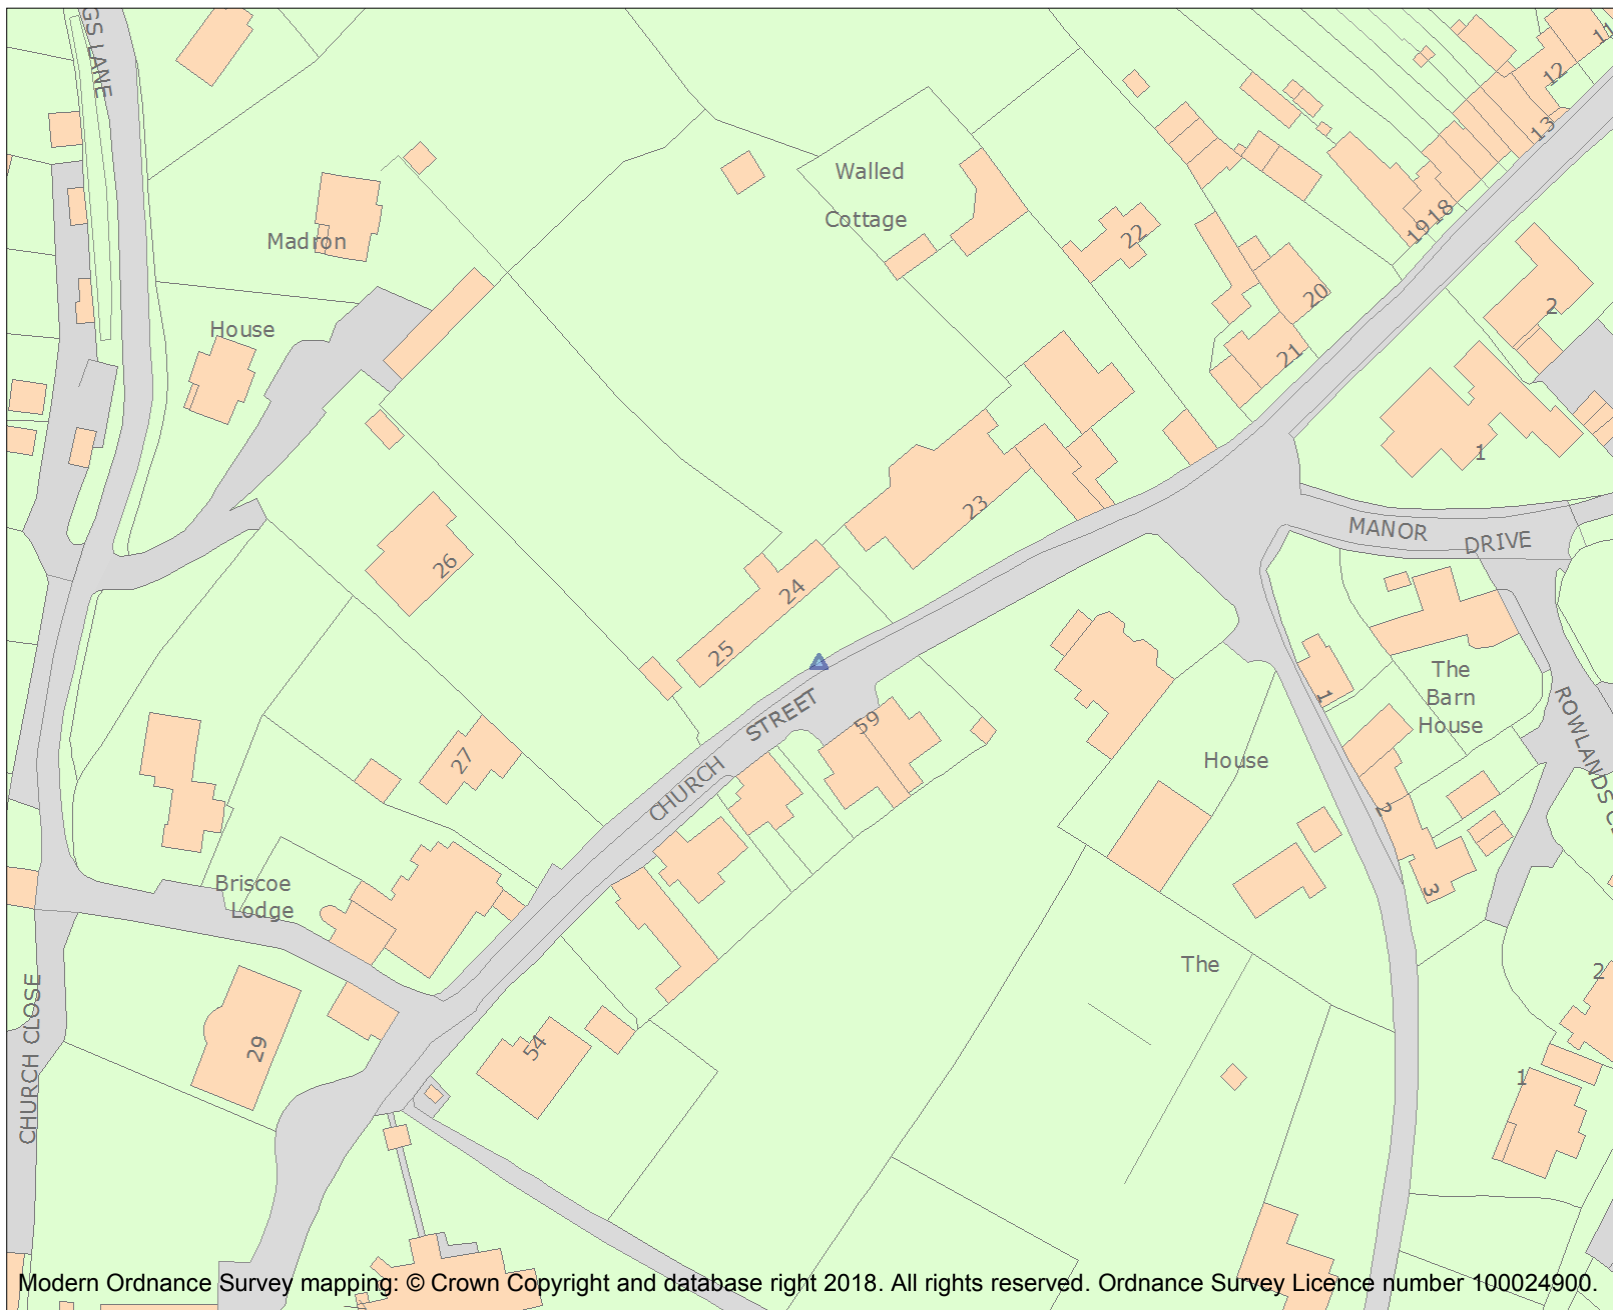 GS LANE
11
12
13
Walled
Cottage
1918
22
Madron
20
2
House
21
1
23
MANOR
DRIVE
26
24
25
The
Barn
House
1
59
STREET
CHURCH
ROWLANDS C
House
27
2
3
Briscoe
Lodge
The
2
CHURCH CLOSE
29
54
1
Modern Ordnance Survey mapping: © Crown Copyright and database right 2018. All rights reserved. Ordnance Survey Licence number 100024900.